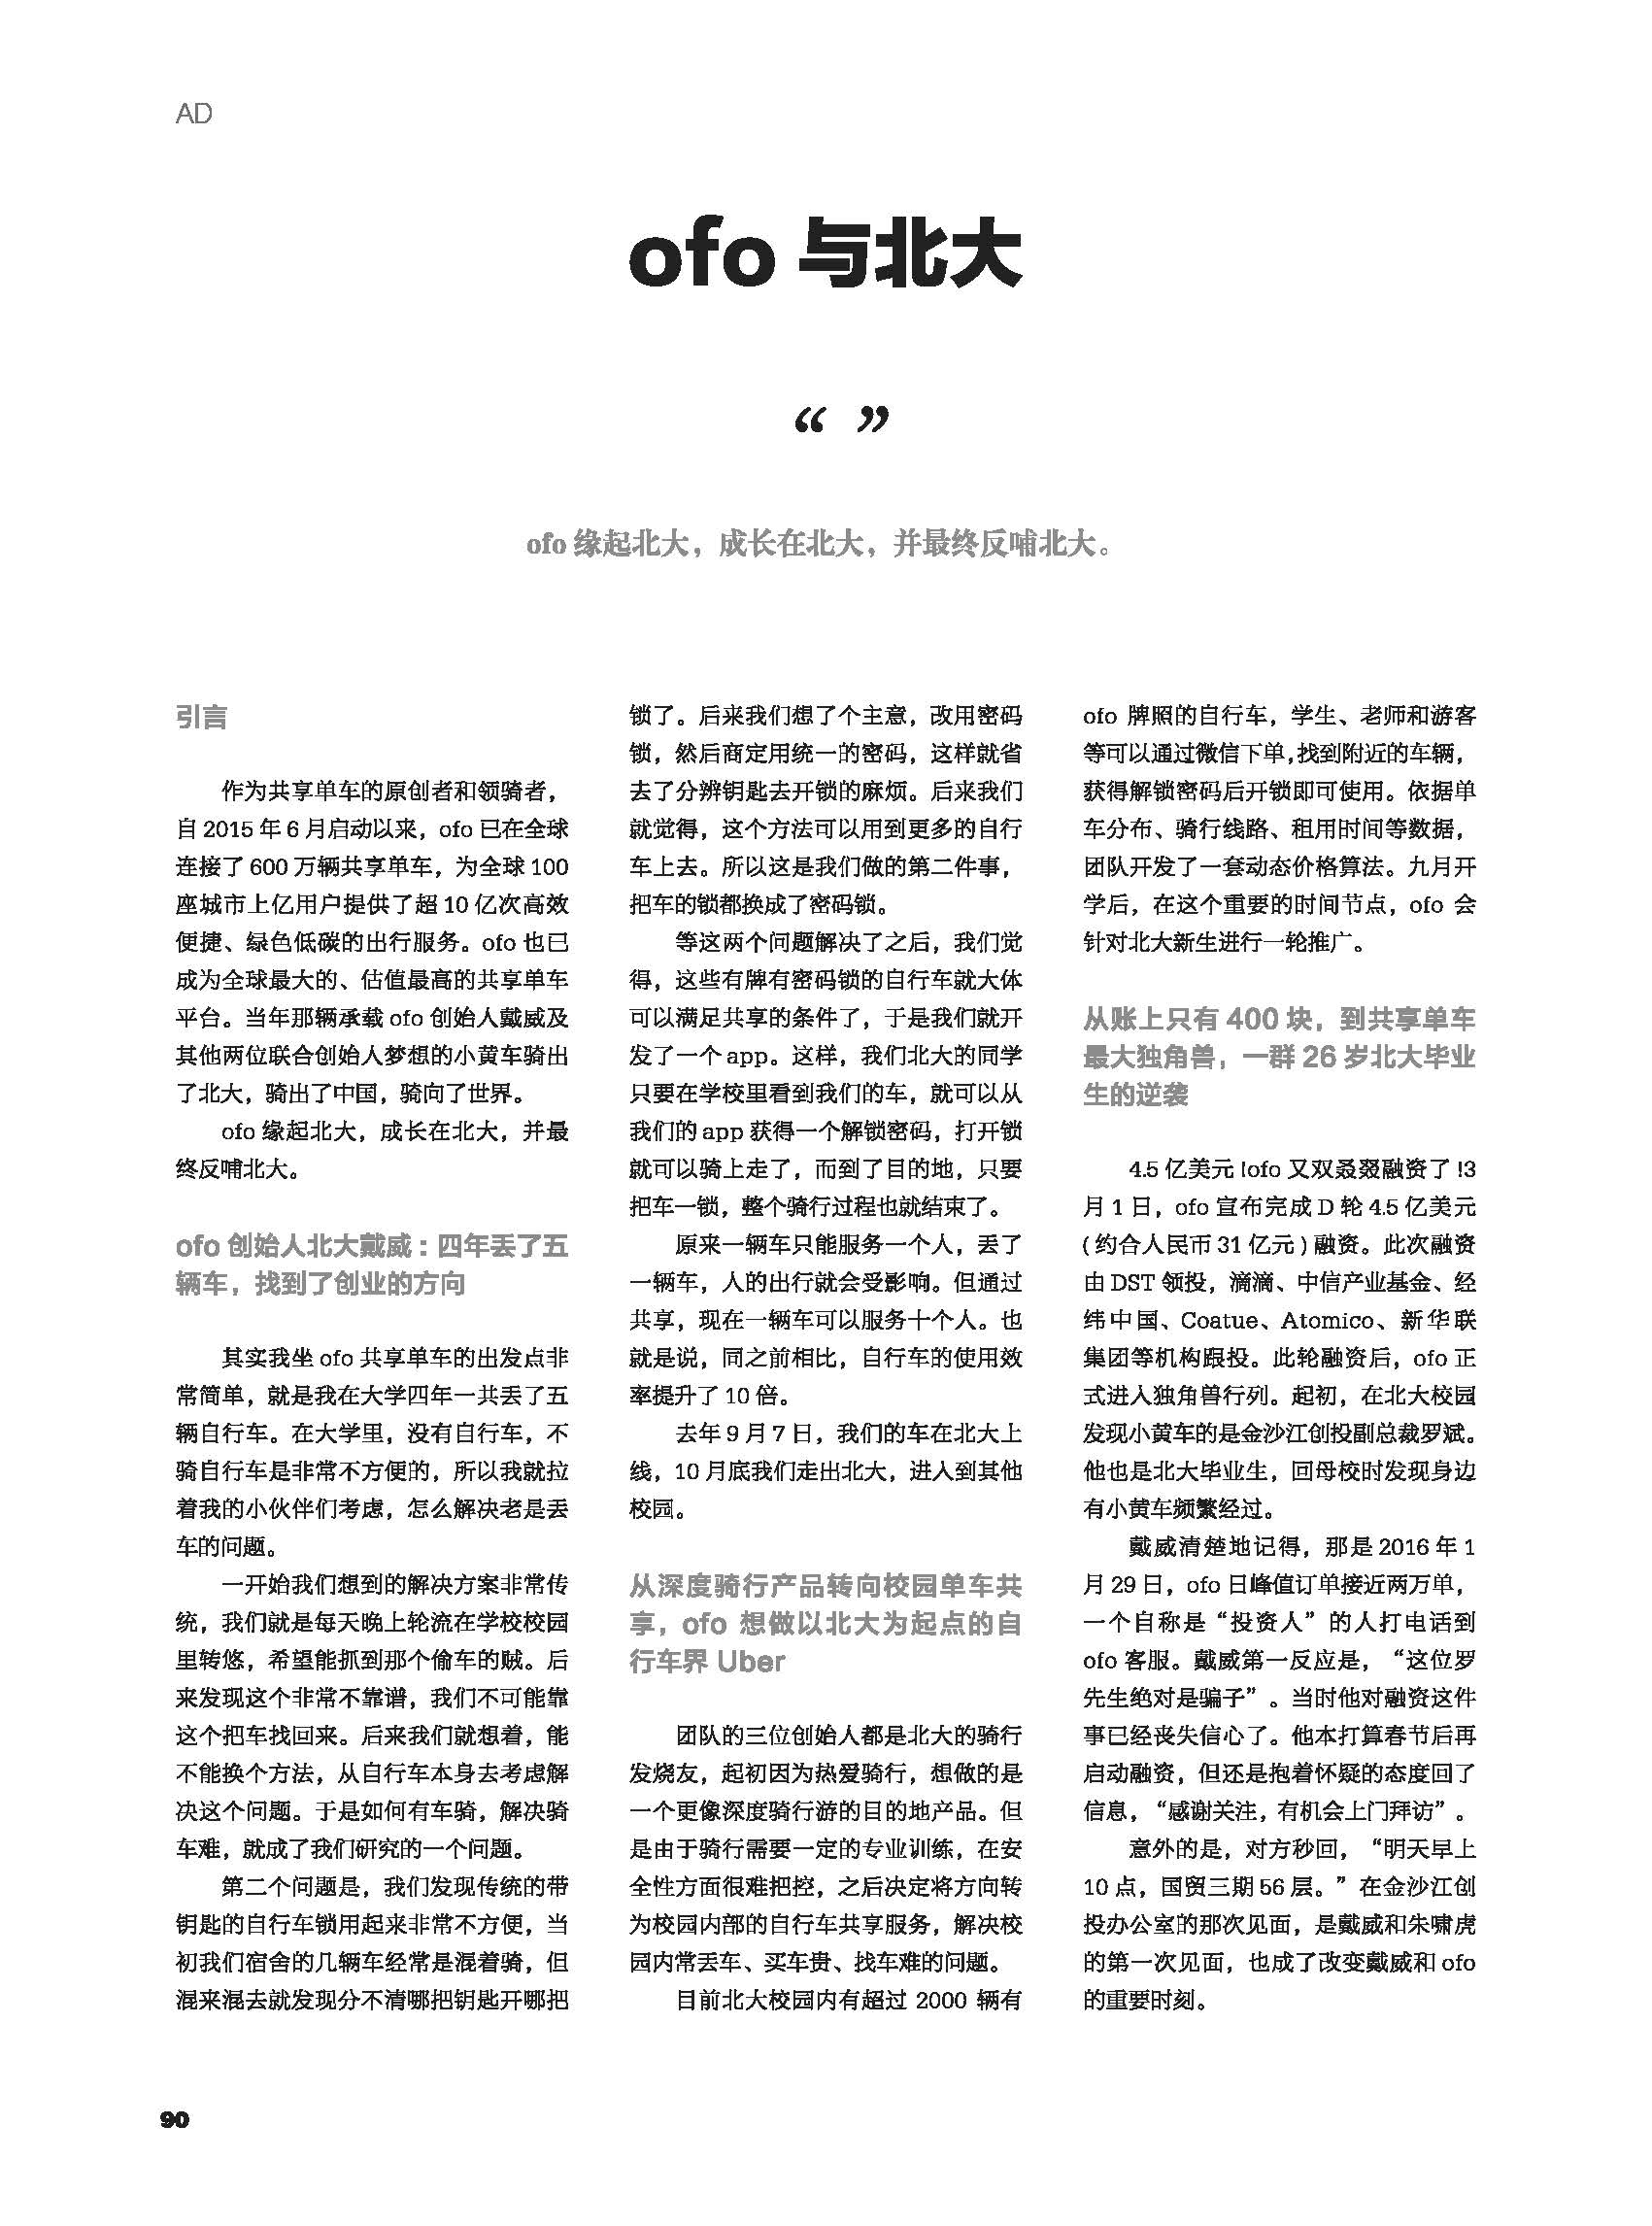 AD
ofo 与北大
“ ”
ofo 缘起北大，成长在北大，并最终反哺北大。
引言
作为共享单车的原创者和领骑者，
自 2015 年 6 月启动以来，ofo 已在全球
连接了 600 万辆共享单车，为全球 100
座城市上亿用户提供了超 10 亿次高效
便捷、绿色低碳的出行服务。ofo 也已
成为全球最大的、估值最高的共享单车
平台。当年那辆承载 ofo 创始人戴威及
其他两位联合创始人梦想的小黄车骑出
了北大，骑出了中国，骑向了世界。
ofo 缘起北大，成长在北大，并最
终反哺北大。
ofo 创始人北大戴威：四年丢了五
辆车，找到了创业的方向
其实我坐 ofo 共享单车的出发点非
常简单，就是我在大学四年一共丢了五
辆自行车。在大学里，没有自行车，不
骑自行车是非常不方便的，所以我就拉
着我的小伙伴们考虑，怎么解决老是丢
车的问题。
一开始我们想到的解决方案非常传
统，我们就是每天晚上轮流在学校校园
里转悠，希望能抓到那个偷车的贼。后
来发现这个非常不靠谱，我们不可能靠
这个把车找回来。后来我们就想着，能
不能换个方法，从自行车本身去考虑解
决这个问题。于是如何有车骑，解决骑
车难，就成了我们研究的一个问题。
第二个问题是，我们发现传统的带
钥匙的自行车锁用起来非常不方便，当
初我们宿舍的几辆车经常是混着骑，但
混来混去就发现分不清哪把钥匙开哪把
锁了。后来我们想了个主意，改用密码
锁，然后商定用统一的密码，这样就省
去了分辨钥匙去开锁的麻烦。后来我们
就觉得，这个方法可以用到更多的自行
车上去。所以这是我们做的第二件事，
把车的锁都换成了密码锁。
等这两个问题解决了之后，我们觉
得，这些有牌有密码锁的自行车就大体
可以满足共享的条件了，于是我们就开
发了一个 app。这样，我们北大的同学
只要在学校里看到我们的车，就可以从
我们的 app 获得一个解锁密码，打开锁
就可以骑上走了，而到了目的地，只要
把车一锁，整个骑行过程也就结束了。
原来一辆车只能服务一个人，丢了
一辆车，人的出行就会受影响。但通过
共享，现在一辆车可以服务十个人。也
就是说，同之前相比，自行车的使用效
率提升了 10 倍。
去年 9 月 7 日，我们的车在北大上
线，10 月底我们走出北大，进入到其他
校园。
从深度骑行产品转向校园单车共
享，ofo 想做以北大为起点的自
行车界 Uber
团队的三位创始人都是北大的骑行
发烧友，起初因为热爱骑行，想做的是
一个更像深度骑行游的目的地产品。但
是由于骑行需要一定的专业训练，在安
全性方面很难把控，之后决定将方向转
为校园内部的自行车共享服务，解决校
园内常丢车、买车贵、找车难的问题。
目前北大校园内有超过 2000 辆有
ofo 牌照的自行车，学生、老师和游客
等可以通过微信下单，找到附近的车辆，
获得解锁密码后开锁即可使用。依据单
车分布、骑行线路、租用时间等数据，
团队开发了一套动态价格算法。九月开
学后，在这个重要的时间节点，ofo 会
针对北大新生进行一轮推广。
从账上只有 400 块，到共享单车
最大独角兽，一群 26 岁北大毕业
生的逆袭
4.5 亿美元 !ofo 又双叒叕融资了 !3
月 1 日，ofo 宣布完成 D 轮 4.5 亿美元
( 约合人民币 31 亿元 ) 融资。此次融资
由 DST 领投，滴滴、中信产业基金、经
纬中国、Coatue、Atomico、新华联
集团等机构跟投。此轮融资后，ofo 正
式进入独角兽行列。起初，在北大校园
发现小黄车的是金沙江创投副总裁罗斌。
他也是北大毕业生，回母校时发现身边
有小黄车频繁经过。
戴威清楚地记得，那是 2016 年 1
月 29 日，ofo 日峰值订单接近两万单，
一个自称是“投资人”的人打电话到
ofo 客服。戴威第一反应是，“这位罗
先生绝对是骗子”。当时他对融资这件
事已经丧失信心了。他本打算春节后再
启动融资，但还是抱着怀疑的态度回了
信息，“感谢关注，有机会上门拜访”。
意外的是，对方秒回，“明天早上
10 点，国贸三期 56 层。”在金沙江创
投办公室的那次见面，是戴威和朱啸虎
的第一次见面，也成了改变戴威和 ofo
的重要时刻。
90